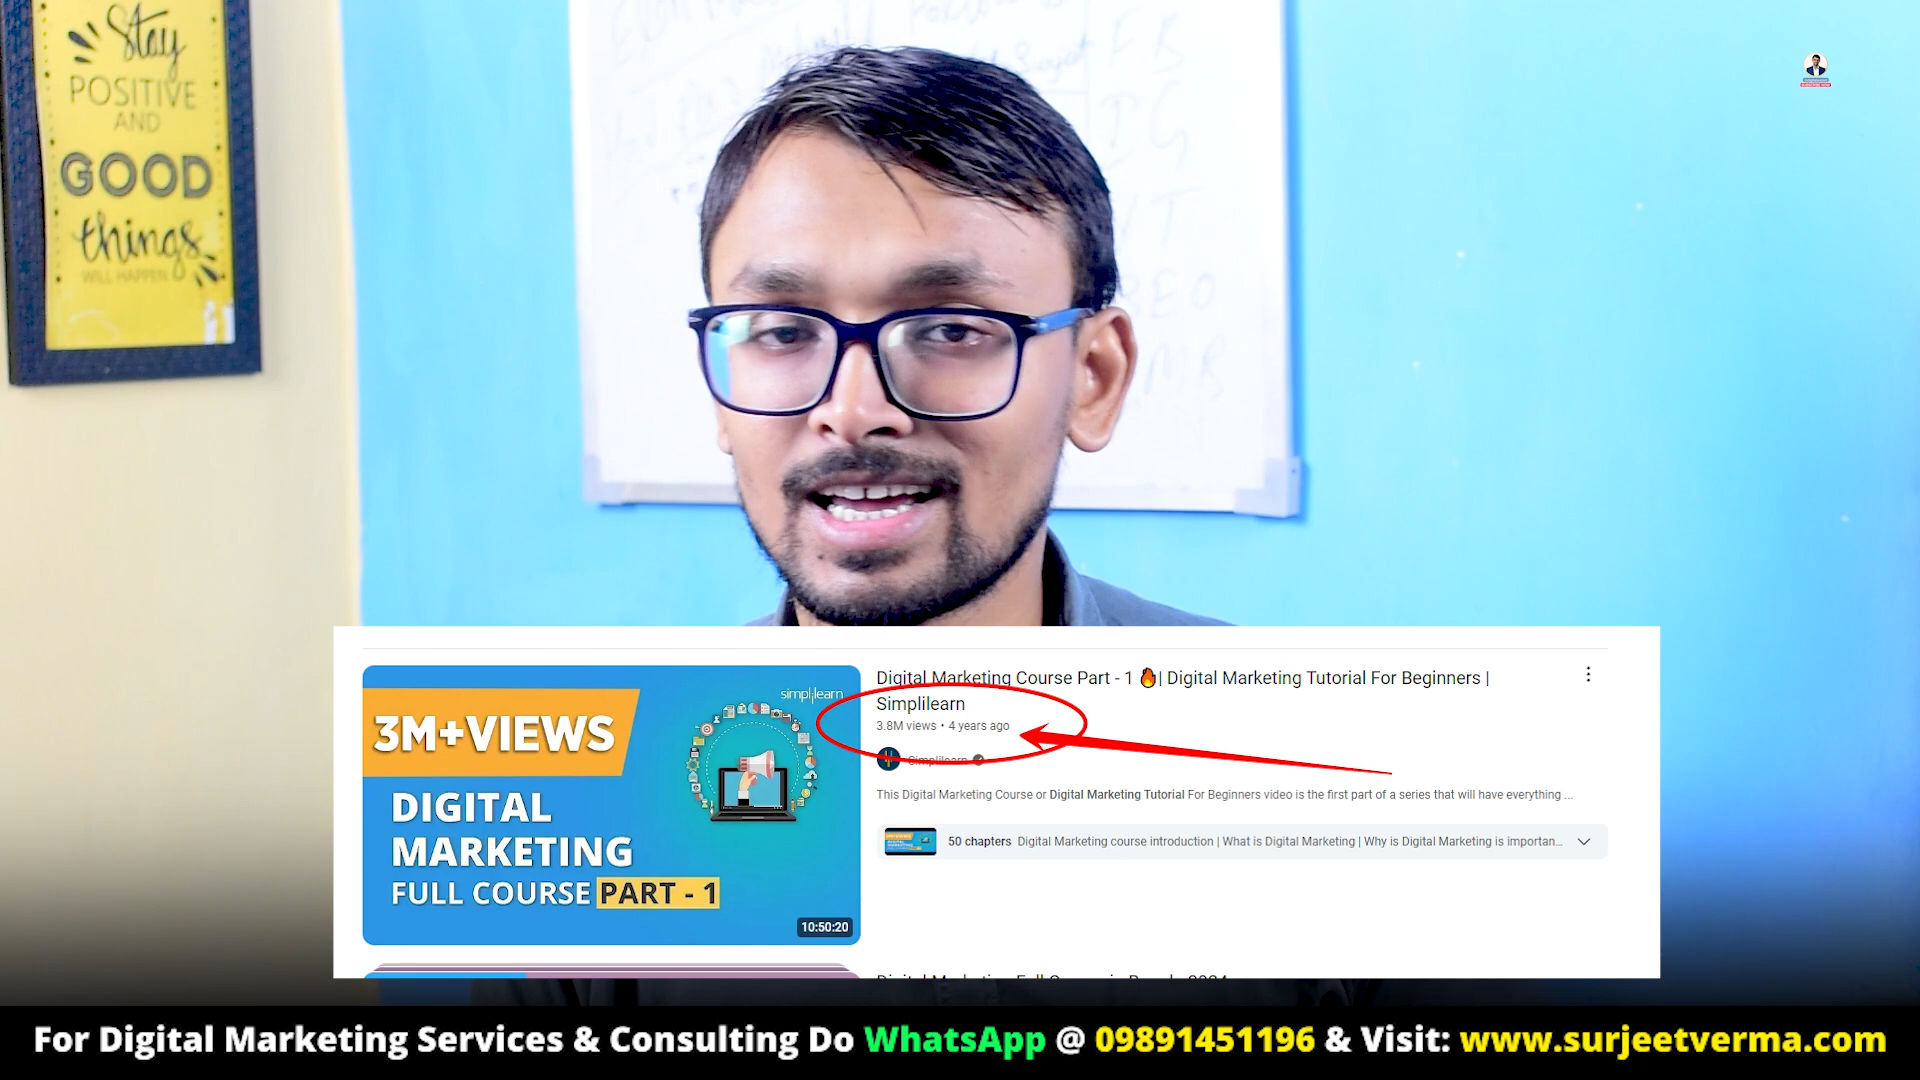 Stay
POSITIVE
AND
GOOD
things
WILL HAPPEN
simplilearn
3M+VIEWS
DIGITAL
MARKETING
FULL COURSE PART - 1
10:50:20
Digital Marketing Course Part - 1 🔥| Digital Marketing Tutorial For Beginners |
Simplilearn
3.8M views • 4 years ago
Simplilearn
This Digital Marketing Course or Digital Marketing Tutorial For Beginners video is the first part of a series that will have everything ...
50 chapters Digital Marketing course introduction | What is Digital Marketing | Why is Digital Marketing is importan...
For Digital Marketing Services & Consulting Do WhatsApp @ 09891451196 & Visit: www.surjeetverma.com